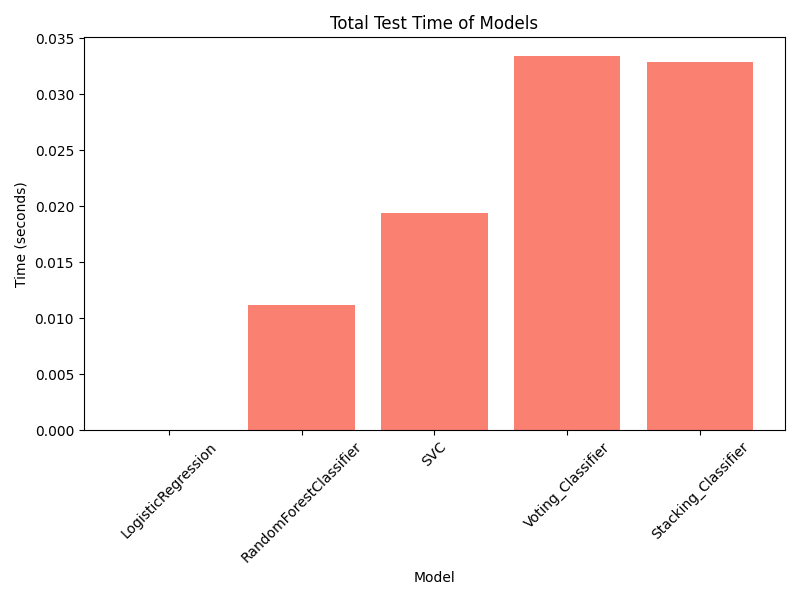 Total Test Time of Models
0.035
0.030
0.025
0.020
0.015
0.010
0.005
0.000
Time (seconds)
LogisticRegression
RandomForestClassifier
SVC
Voting_Classifier
Stacking_Classifier
Model